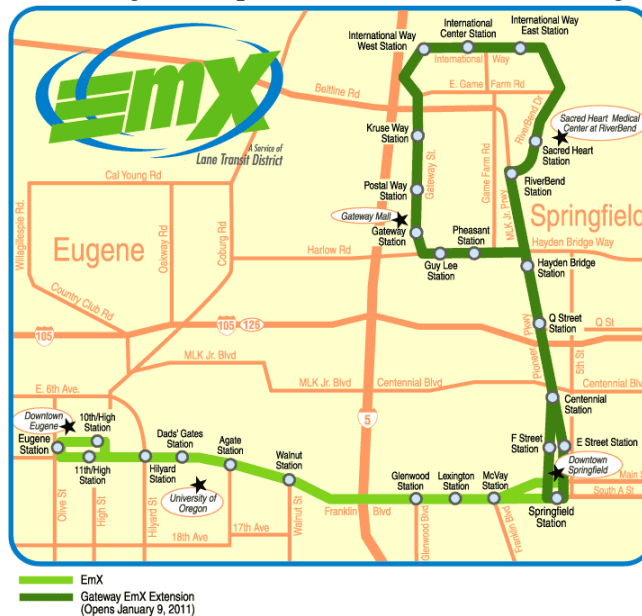 International Way
West Station
International
Center Station
International Way
East Station
International Way
E. Game Farm Rd
Beltline Rd
EmX
A Service of
Lane Transit District
Sacred Heart Medical
Center at RiverBend
RiverBend Dr
Kruse Way
Station
Gateway St.
Game Farm Rd
Sacred Heart
Station
RiverBend
Station
MLK Jr. Prwy
Cal Young Rd
Postal Way
Station
Gateway Mall
Gateway
Station
Pheasant
Station
Springfield
Hayden Bridge Way
Willagillespie Rd.
Eugene
Oakway Rd
Coburg Rd
Harlow Rd
Guy Lee
Station
Hayden Bridge
Station
Country Club Rd
105
105
126
Q Street
Station
Q St
Pioneer Pkwy
5th St
MLK Jr. Blvd
MLK Jr. Blvd
Centennial Blvd
Centennial Blvd
E. 6th Ave.
5
Centennial
Station
Downtown
Eugene
10th/High
Station
Dads' Gates
Station
Agate
Station
Walnut
Station
F Street
Station
E Street Station
Eugene
Station
11th/High
Station
Hilyard
Station
University of
Oregon
Glenwood
Station
Lexington
Station
McVay
Station
Downtown
Springfield
Main S
South A St
Springfield
Station
Olive St
High St
Hilyard St
17th Ave
18th Ave
Walnut St
Franklin Blvd
Glenwood Blvd
Franklin Blvd
EmX
Gateway EmX Extension
(Opens January 9, 2011)